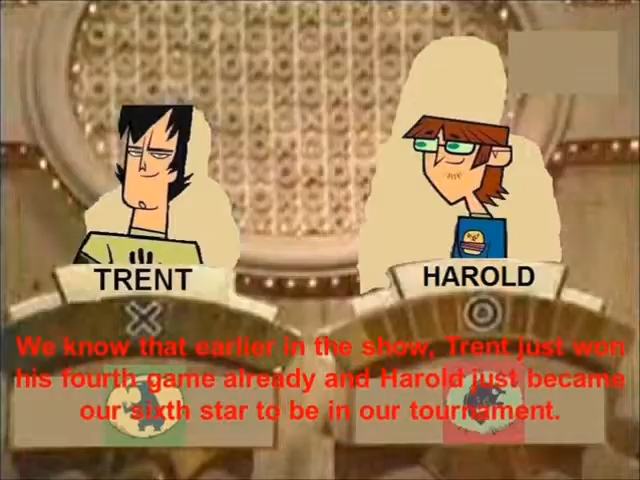 TRENT
HAROLD
We know that earlier in the show, Trent just won
his fourth game already and Harold just became
our sixth star to be in our tournament.